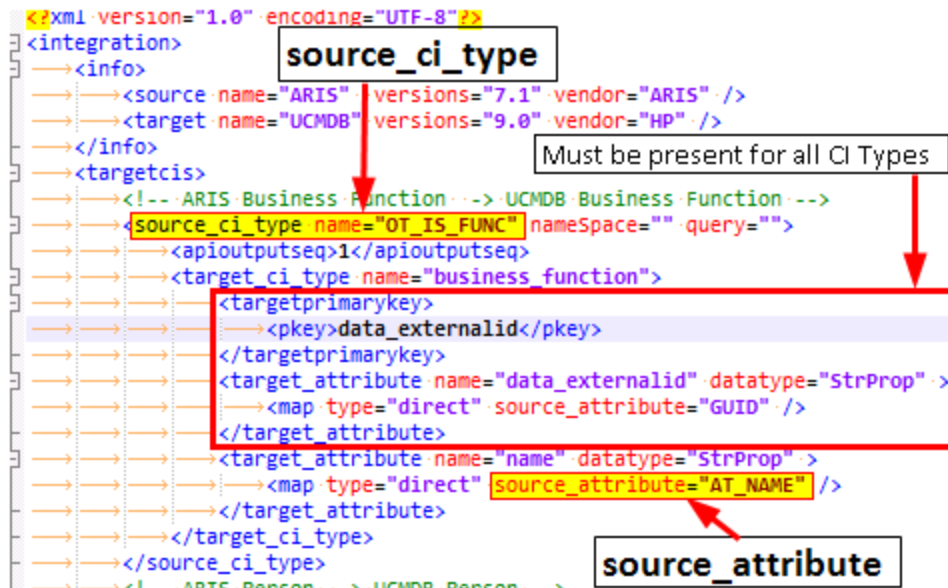 <?xml version="1.0" encoding="UTF-8"?>
<integration>
source_ci_type
<info>
<source name="ARIS" versions="7.1" vendor="ARIS" />
<target name="UCMDB" versions="9.0" vendor="HP" />
</info>
Must be present for all CI Types
<targetcis>
<!-- ARIS Business Function --> UCMDB Business Function -->
<source_ci_type name="OT_IS_FUNC" nameSpace="" query="">
<apioutputseq>1</apioutputseq>
<target_ci_type name="business_function">
<targetprimarykey>
<pkey>data_externalid</pkey>
</targetprimarykey>
<target_attribute name="data_externalid" datatype="StrProp" >
<map type="direct" source_attribute="GUID" />
</target_attribute>
<target_attribute name="name" datatype="StrProp" >
<map type="direct" source_attribute="AT_NAME" />
</target_attribute>
</target_ci_type>
source_attribute
</source_ci_type>
<!-- ARIS Person --> UCMDB Person -->